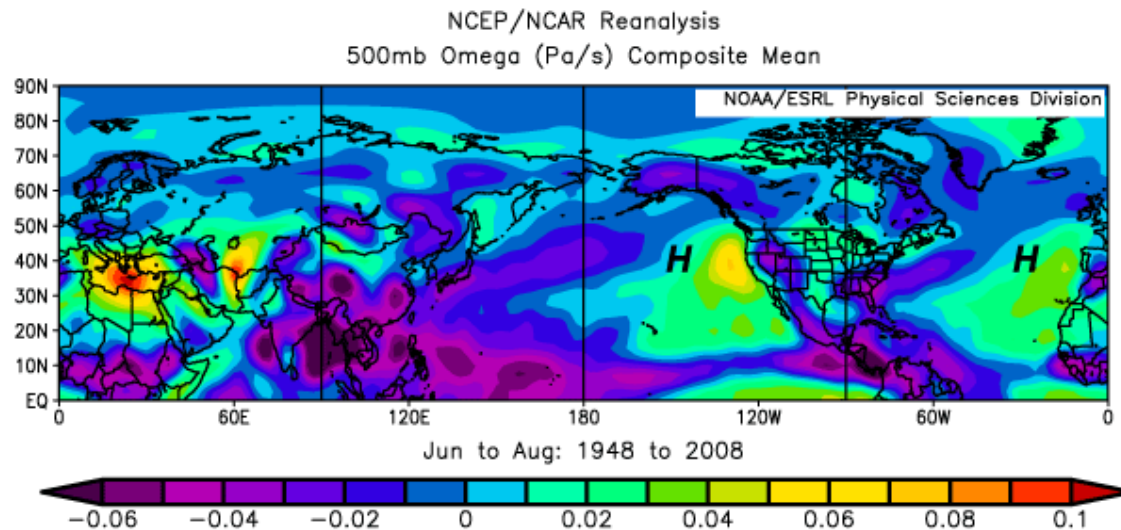 NCEP/NCAR Reanalysis
500mb Omega (Pa/s) Composite Mean
90N
NOAA/ESRL Physical Sciences Division
80N
70N
60N
50N
40N
H
H
30N
20N
10N
EQ
0
60E
120E
180
120W
60W
0
Jun to Aug: 1948 to 2008
−0.06
−0.04
−0.02
0
0.02
0.04
0.06
0.08
0.1